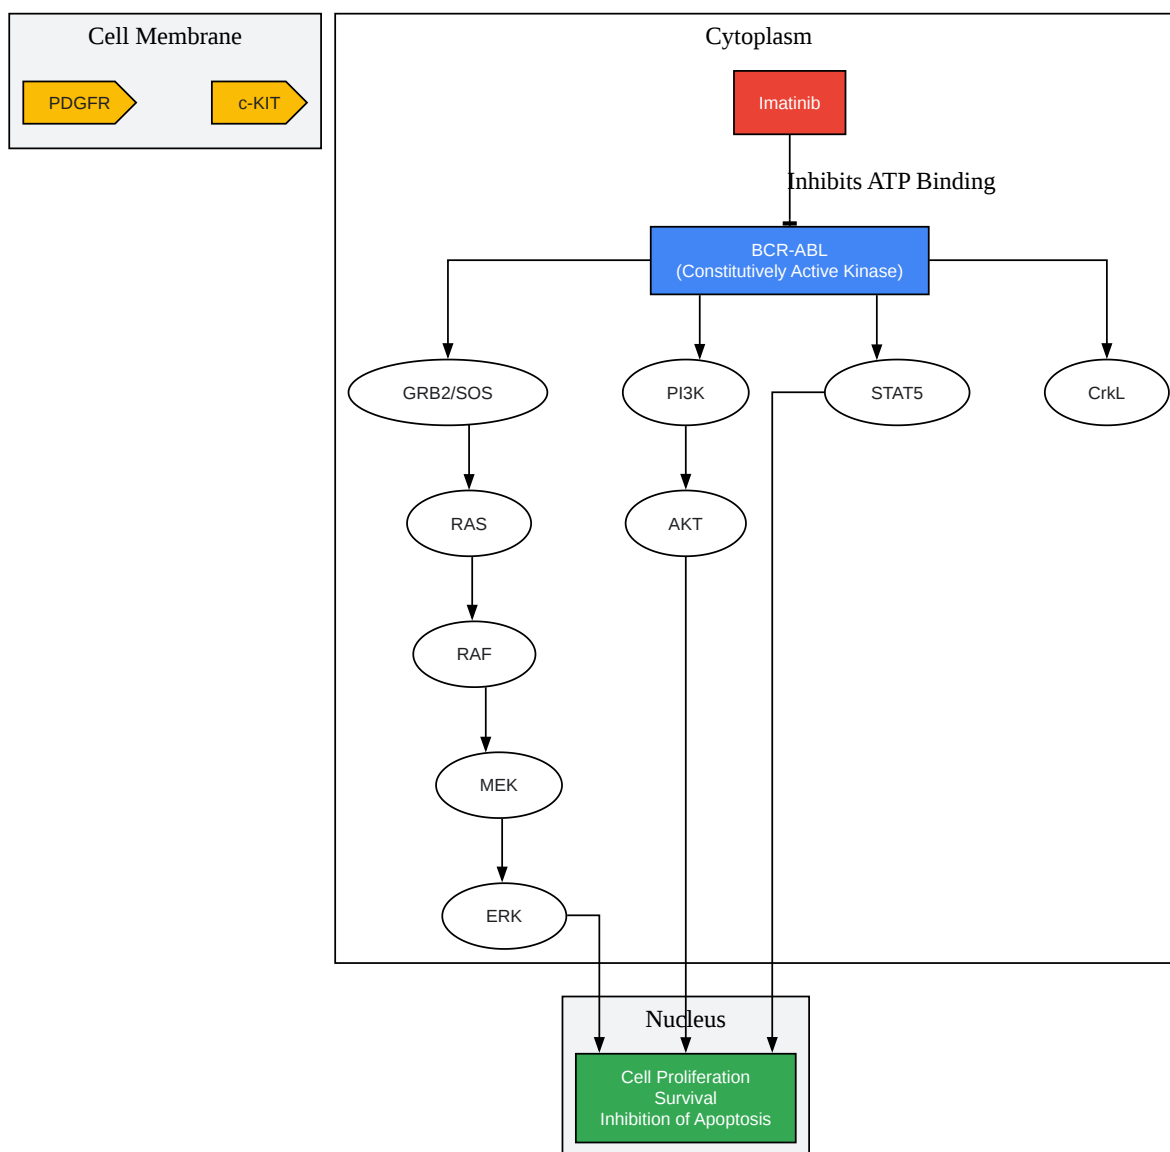 Cell Membrane
PDGFR
c-KIT
Cytoplasm
Imatinib
Inhibits ATP Binding
BCR-ABL
(Constitutively Active Kinase)
GRB2/SOS
PI3K
STAT5
CrkL
RAS
AKT
RAF
MEK
ERK
Nucleus
Cell Proliferation
Survival
Inhibition of Apoptosis